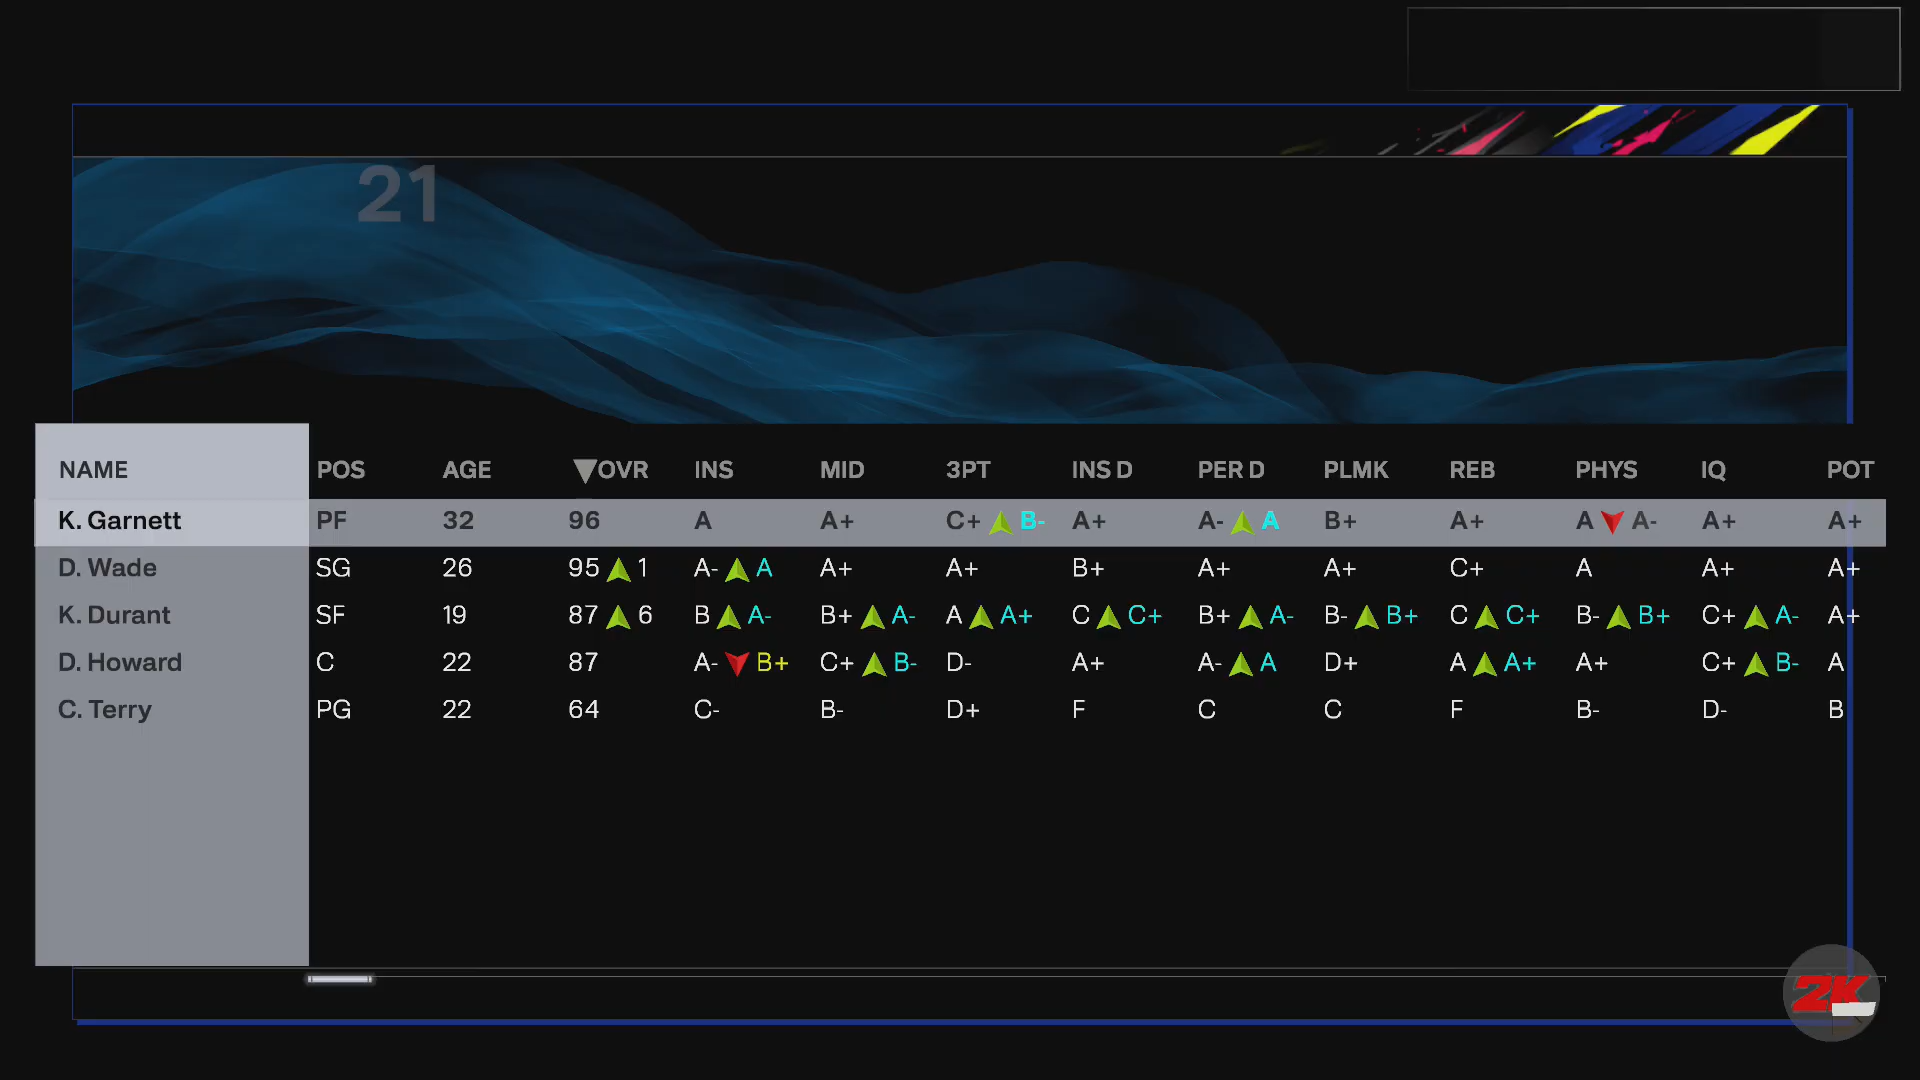 21
NAME POS AGE OVR INS MID 3PT INS D PER D PLMK REB PHYS IQ POT
K. Garnett PF 32 96 A A+ C+ B- A+ A- A B+ A+ A A- A+ A+
D. Wade SG 26 95 1 A- A A+ A+ B+ A+ A+ C+ A A+ A+
K. Durant SF 19 87 6 B A- B+ A- A A+ C C+ B+ A- B- B+ C C+ B- B+ C+ A- A+
D. Howard C 22 87 A- B+ C+ B- D- A+ A- A D+ A A+ A+ C+ B- A
C. Terry PG 22 64 C- B- D+ F C C F B- D- B
2K